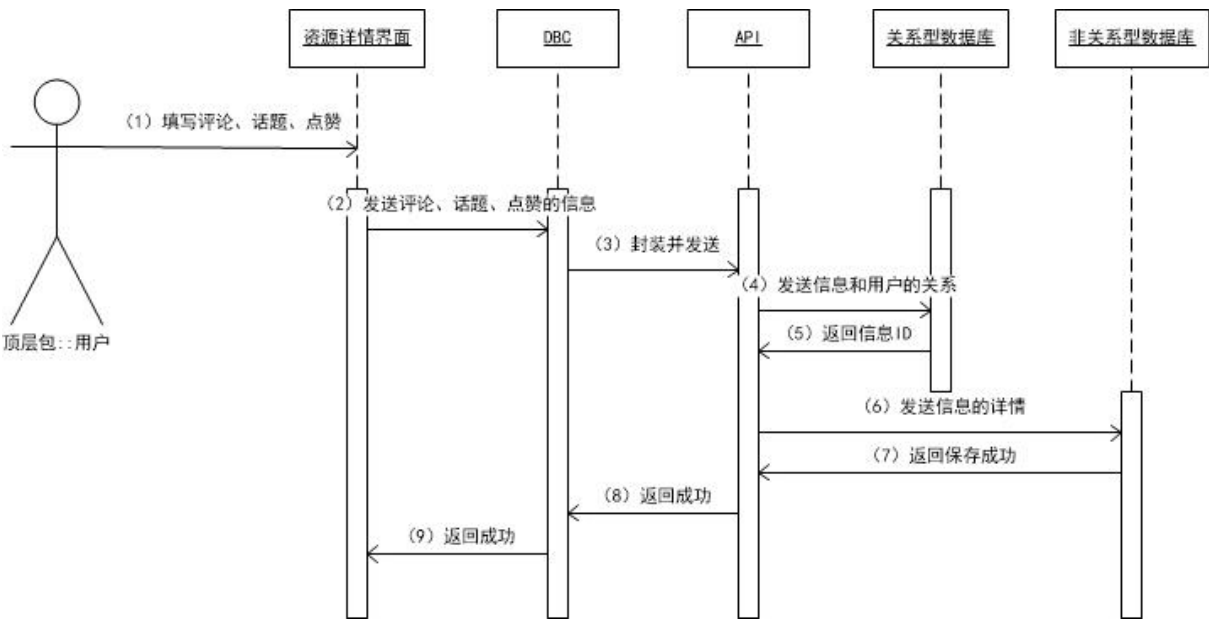 资源详情界面
DBC
API
关系型数据库
非关系型数据库
(1) 填写评论、话题、点赞
(2) 发送评论、话题、点赞的信息
(3) 封装并发送
(4) 发送信息和用户的关系
(5) 返回信息ID
顶层包::用户
(6) 发送信息的详情
(7) 返回保存成功
(8) 返回成功
(9) 返回成功